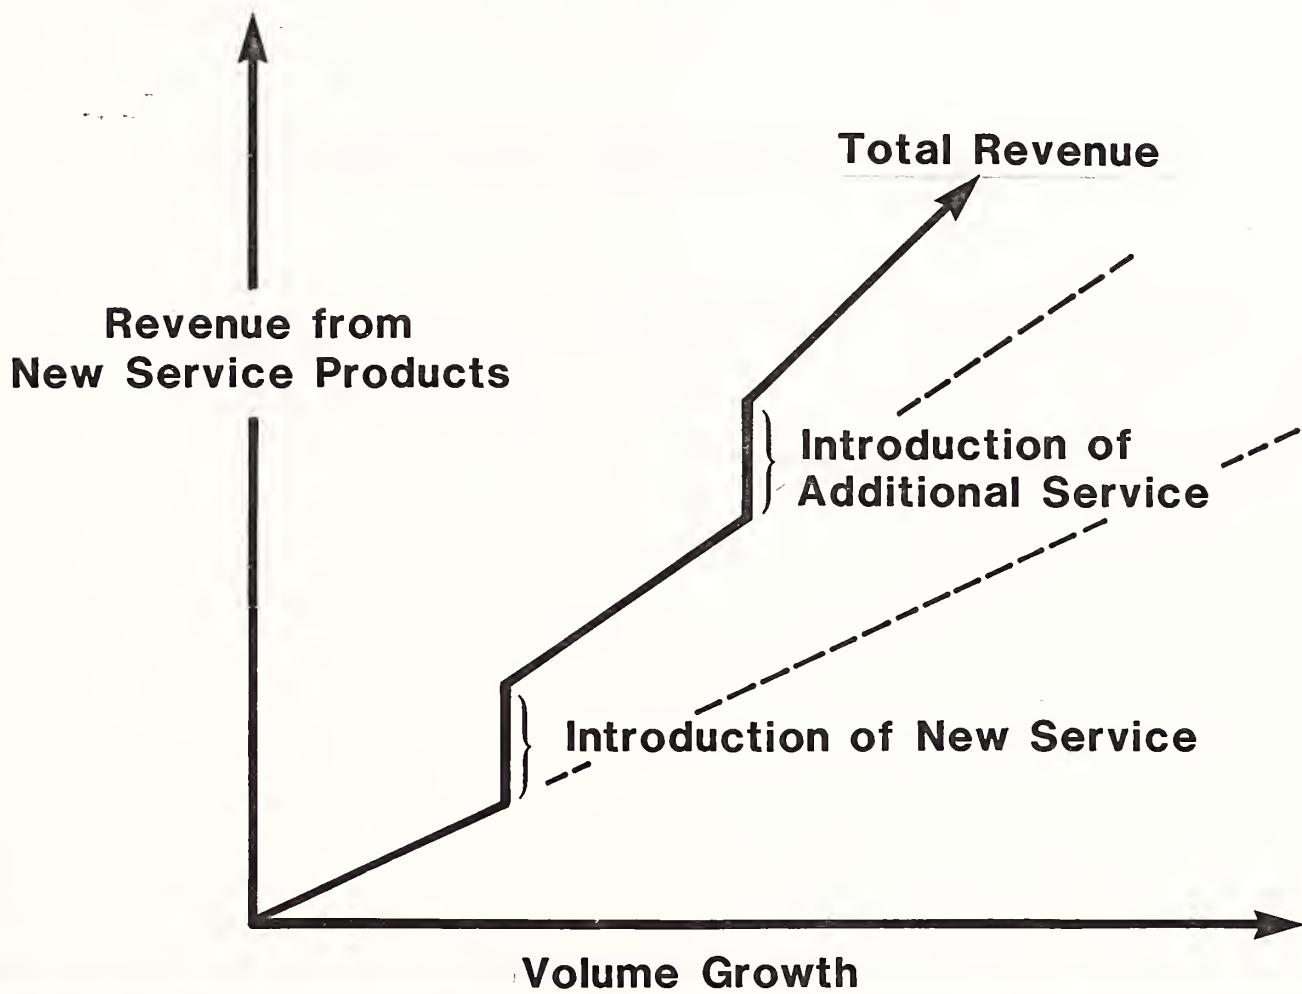 Total Revenue
Revenue from
New Service Products
Introduction of
Additional Service
Introduction of New Service
Volume Growth